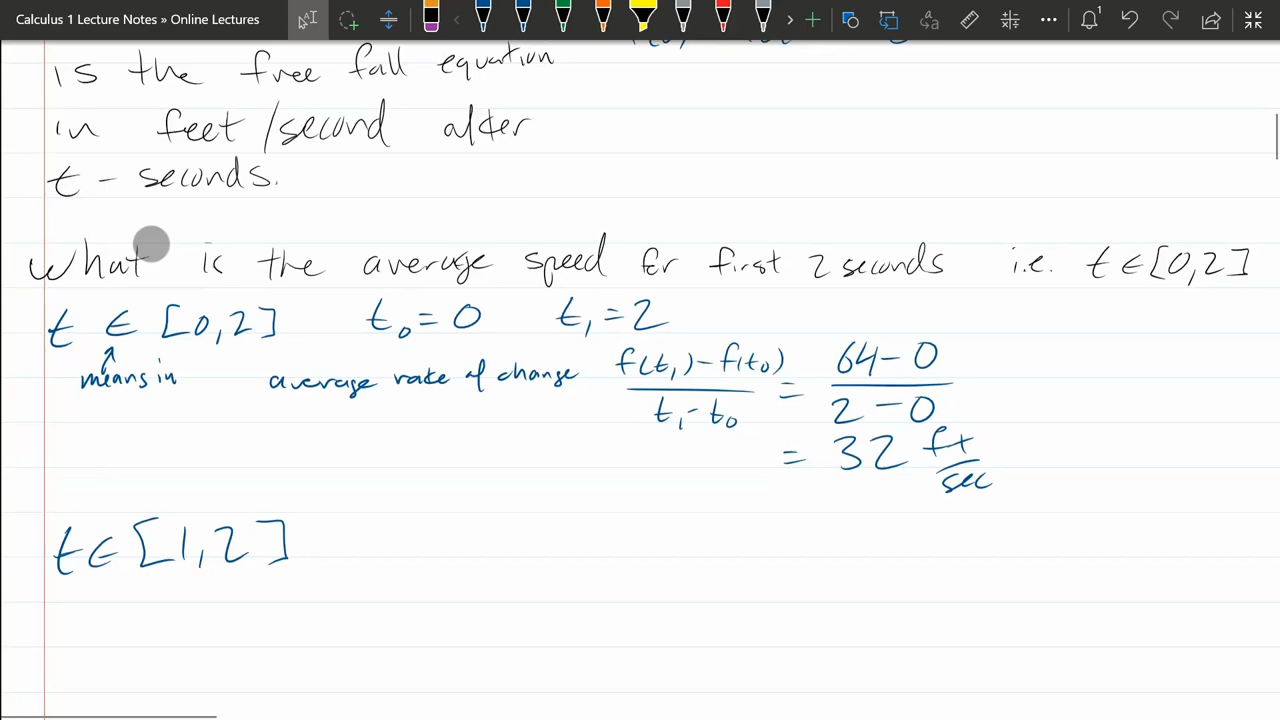 Calculus 1 Lecture Notes » Online Lectures
is the free fall equation
in feet/second after
t - seconds.
What is the average speed for first 2 seconds i.e. t ∈ [0,2]
t ∈ [0,2] t₀ = 0 t₁ = 2
means in average rate of change f(t₁) - f(t₀) / t₁ - t₀ = 64 - 0 / 2 - 0
= 32 ft/sec
t ∈ [1,2]